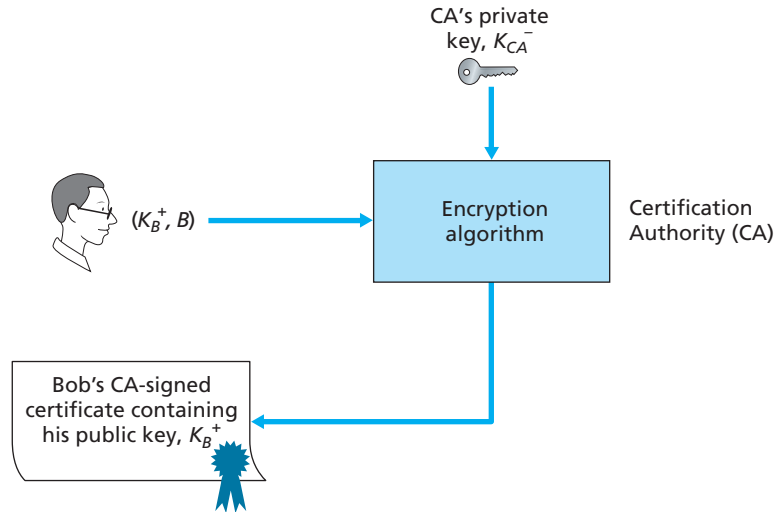 CA's private
key, K_CA^-
(K_B^+, B)
Encryption
algorithm
Certification
Authority (CA)
Bob's CA-signed
certificate containing
his public key, K_B^+